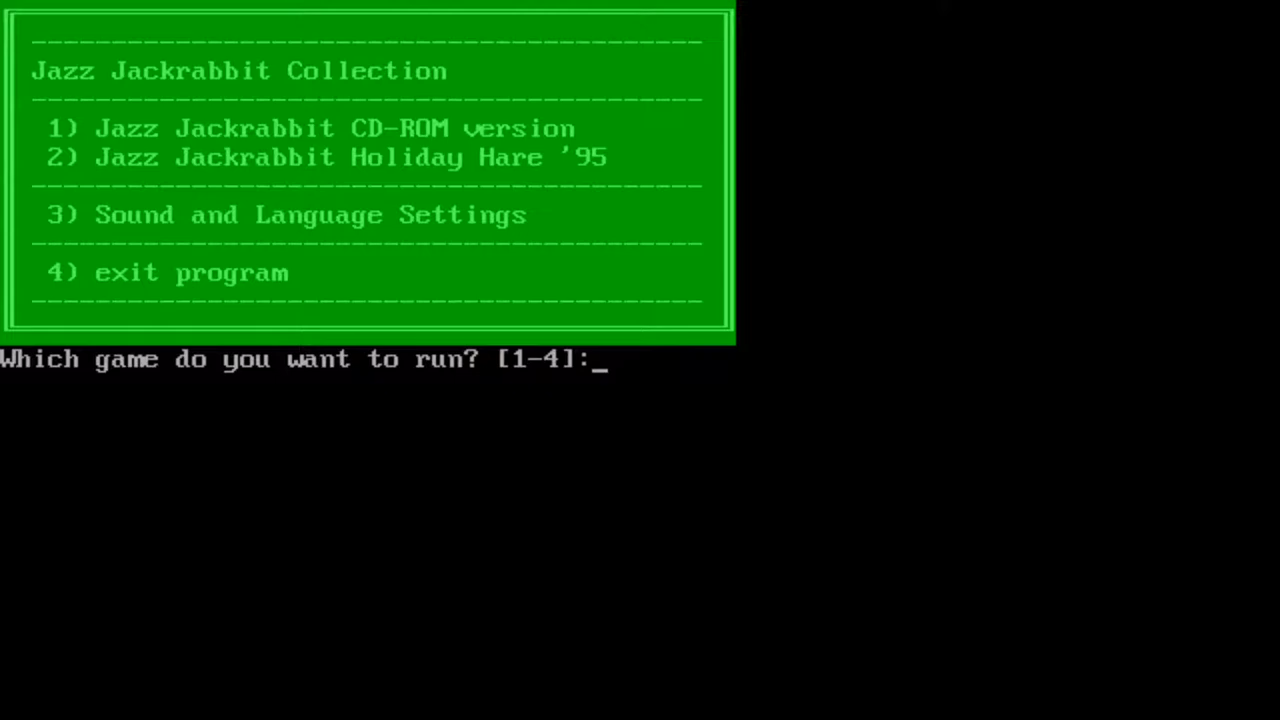 Jazz Jackrabbit Collection
1) Jazz Jackrabbit CD-ROM version
2) Jazz Jackrabbit Holiday Hare '95
3) Sound and Language Settings
4) exit program
Which game do you want to run? [1-4]:_